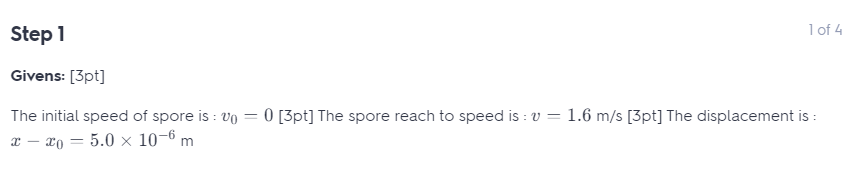 Step 1
1 of 4
Givens: [3pt]
The initial speed of spore is : v₀ = 0 [3pt] The spore reach to speed is : v = 1.6 m/s [3pt] The displacement is :
x − x₀ = 5.0 × 10⁻⁶ m